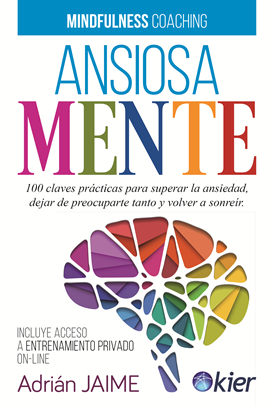 MINDFULNESS COACHING
ANSIOSA
MENTE
100 claves prácticas para superar la ansiedad,
dejar de preocuparte tanto y volver a sonreír.
INCLUYE ACCESO
A ENTRENAMIENTO PRIVADO
ON-LINE
Adrián JAIME
kier